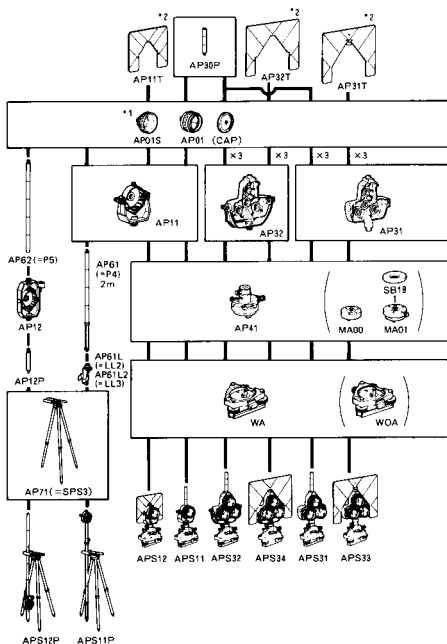 *2 *2 *2
AP11T AP30P AP32T AP31T
*1
AP01S AP01 (CAP)
×3 ×3 ×3 ×3
AP11 AP32 AP31
AP62(=P5)
AP61
(=P4)
2m
AP12
AP41
SB18
MA00 MA01
AP12P
AP61L
(=LL2)
AP61L2
(=LL3)
WA WOA
AP71(=SPS3)
APS12 APS11 APS32 APS34 APS31 APS33
APS12P APS11P